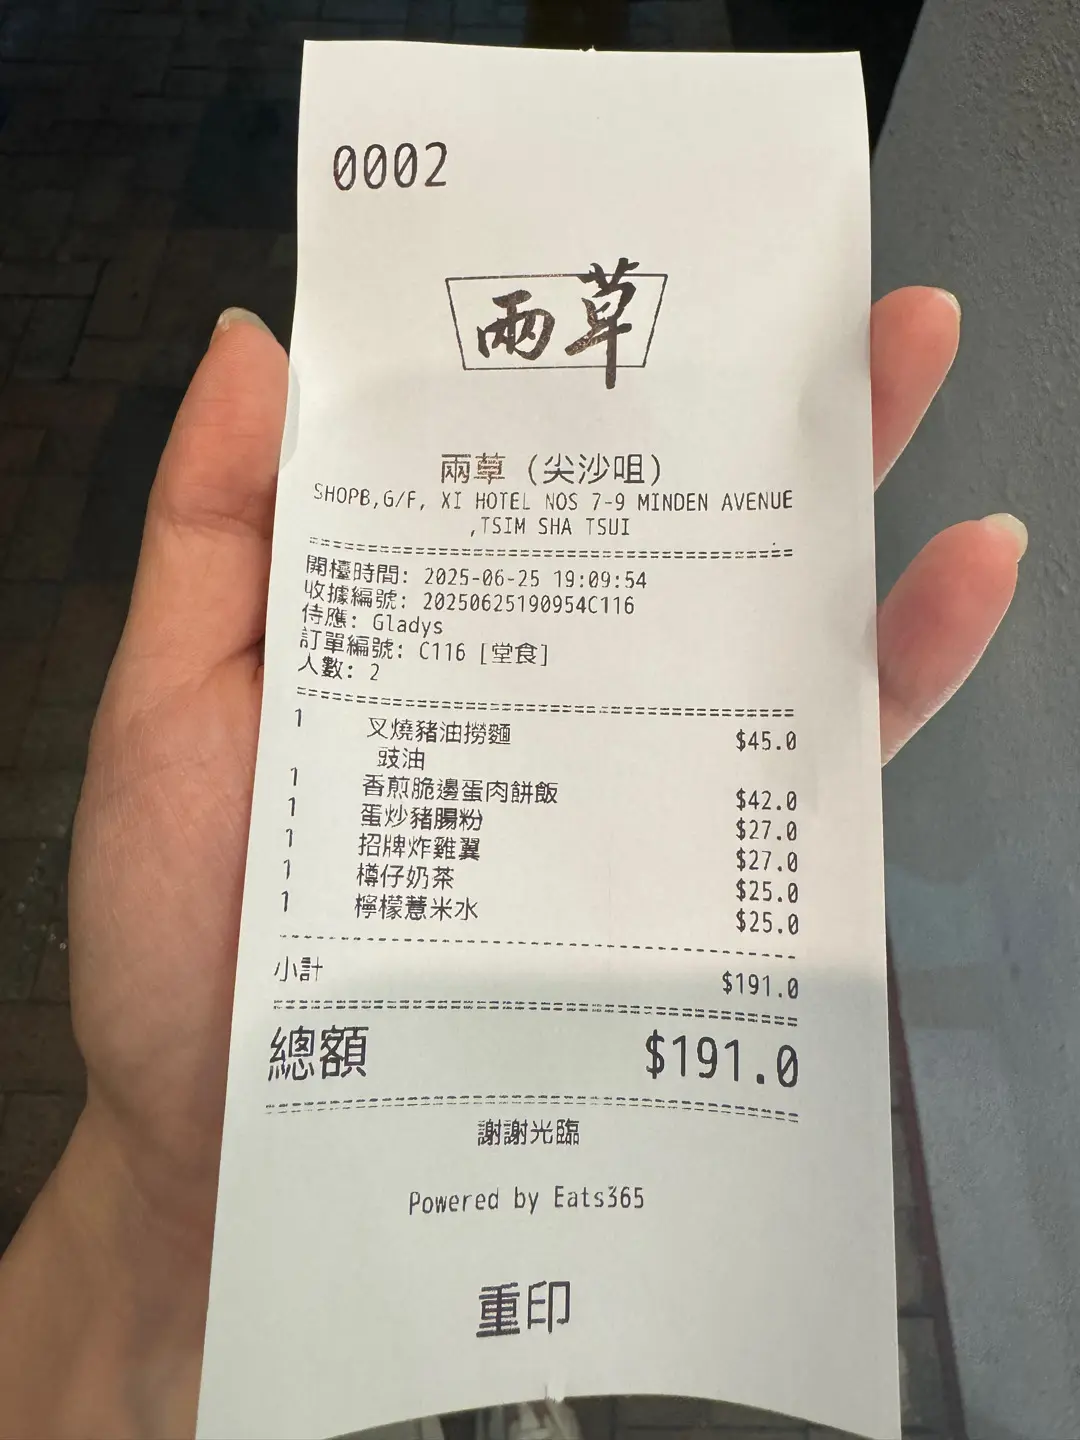 0002
兩草
兩草（尖沙咀）
SHOPB,G/F, XI HOTEL NOS 7-9 MINDEN AVENUE
,TSIM SHA TSUI
開檯時間: 2025-06-25 19:09:54
收據編號: 20250625190954C116
侍應: Gladys
訂單編號: C116 [堂食]
人數: 2
1 叉燒豬油撈麵 $45.0
豉油
1 香煎脆邊蛋肉餅飯 $42.0
1 蛋炒豬腸粉 $27.0
1 招牌炸雞翼 $27.0
1 樽仔奶茶 $25.0
1 檸檬薏米水 $25.0
小計 $191.0
總額 $191.0
謝謝光臨
Powered by Eats365
重印